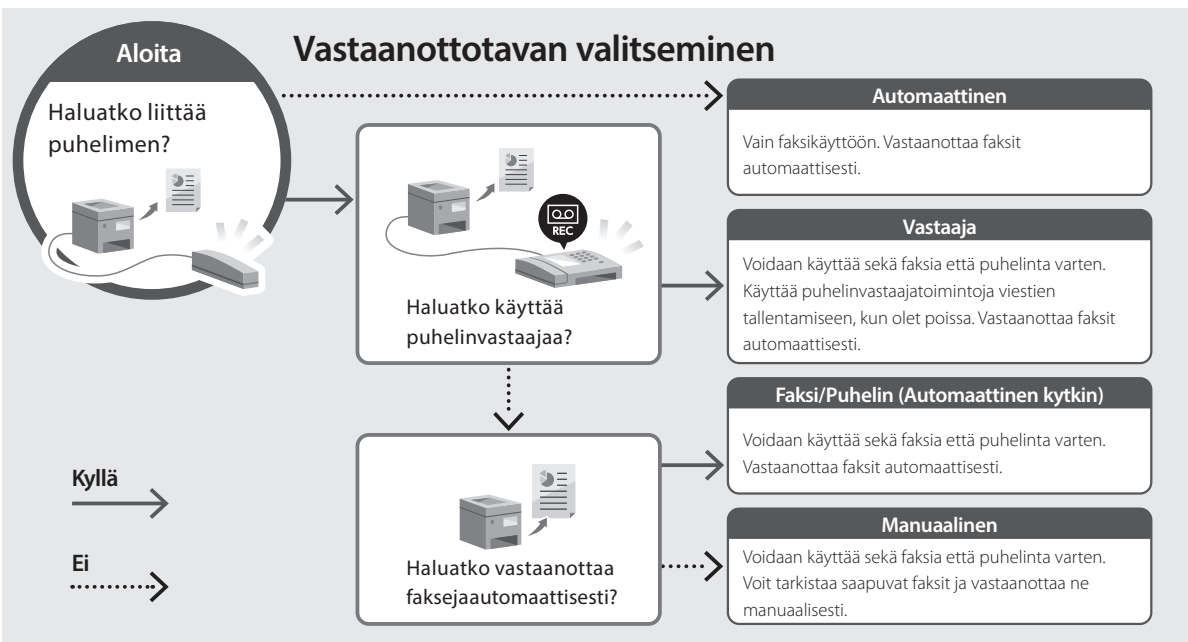 Vastaanottotavan valitseminen
Aloita
Haluatko liittää
puhelimen?
REC
Haluatko käyttää
puhelinvastaajaa?
Haluatko vastaanottaa
faksejaautomaattisesti?
Automaattinen
Vain faksikäyttöön. Vastaanottaa faksit
automaattisesti.
Vastaaja
Voidaan käyttää sekä faksia että puhelinta varten.
Käyttää puhelinvastaajatoimintoja viestien
tallentamiseen, kun olet poissa. Vastaanottaa faksit
automaattisesti.
Faksi/Puhelin (Automaattinen kytkin)
Voidaan käyttää sekä faksia että puhelinta varten.
Vastaanottaa faksit automaattisesti.
Manuaalinen
Voidaan käyttää sekä faksia että puhelinta varten.
Voit tarkistaa saapuvat faksit ja vastaanottaa ne
manuaalisesti.
Kyllä
Ei